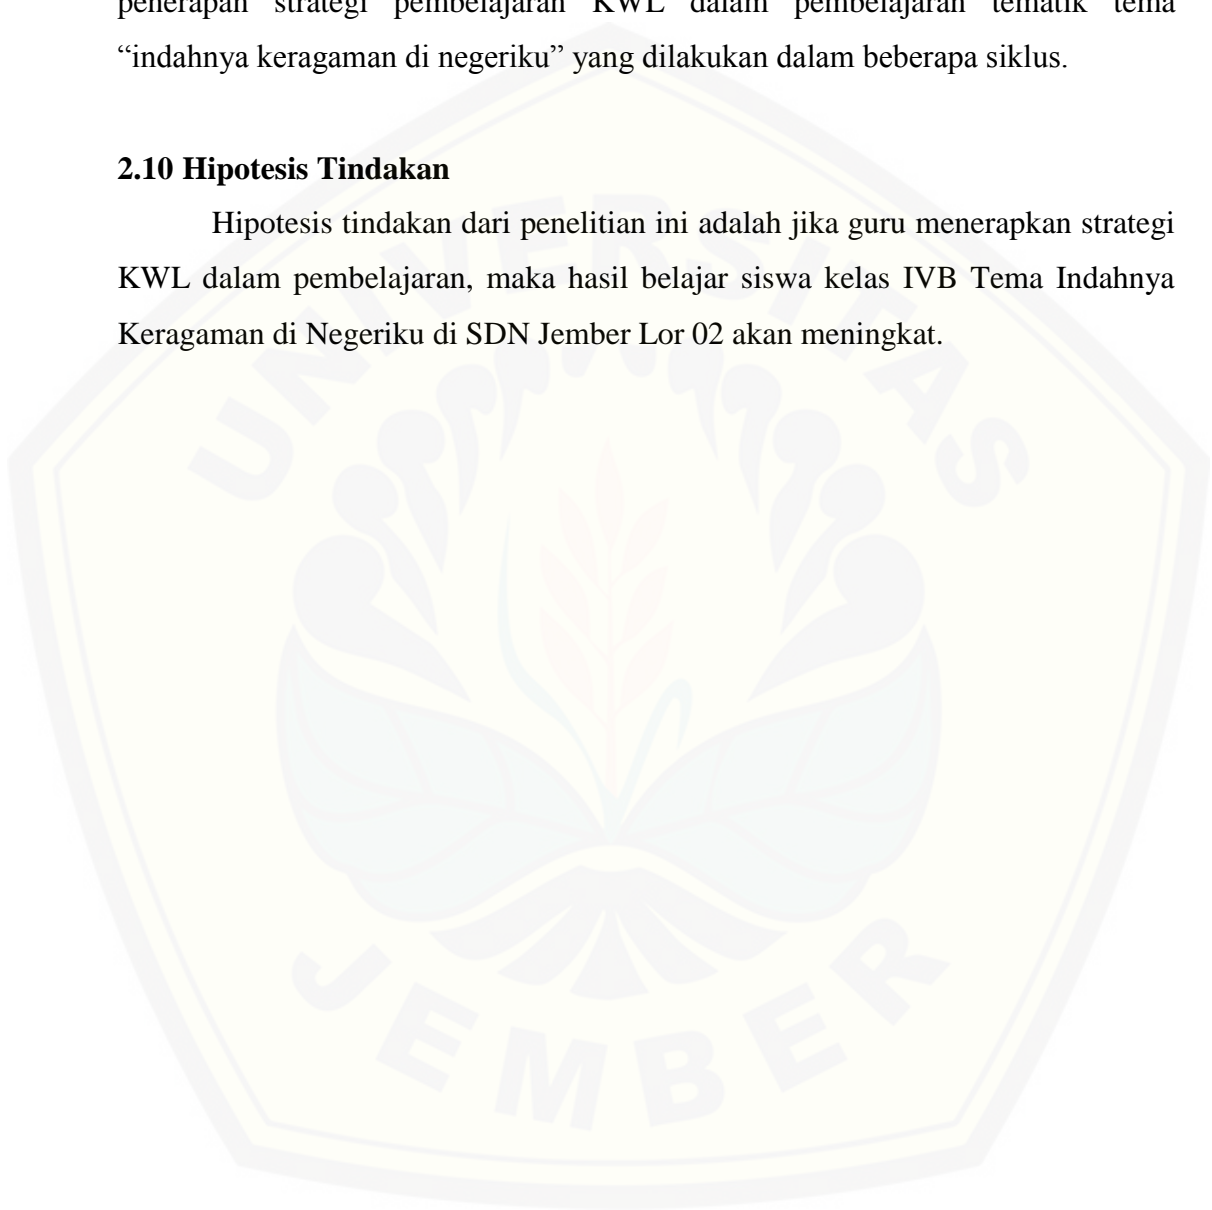 penerapan strategi pembelajaran KWL dalam pembelajaran tematik tema
“indahnya keragaman di negeriku” yang dilakukan dalam beberapa siklus.
2.10 Hipotesis Tindakan
Hipotesis tindakan dari penelitian ini adalah jika guru menerapkan strategi
KWL dalam pembelajaran, maka hasil belajar siswa kelas IVB Tema Indahnya
Keragaman di Negeriku di SDN Jember Lor 02 akan meningkat.
UNIVERSITAS
JEMBER